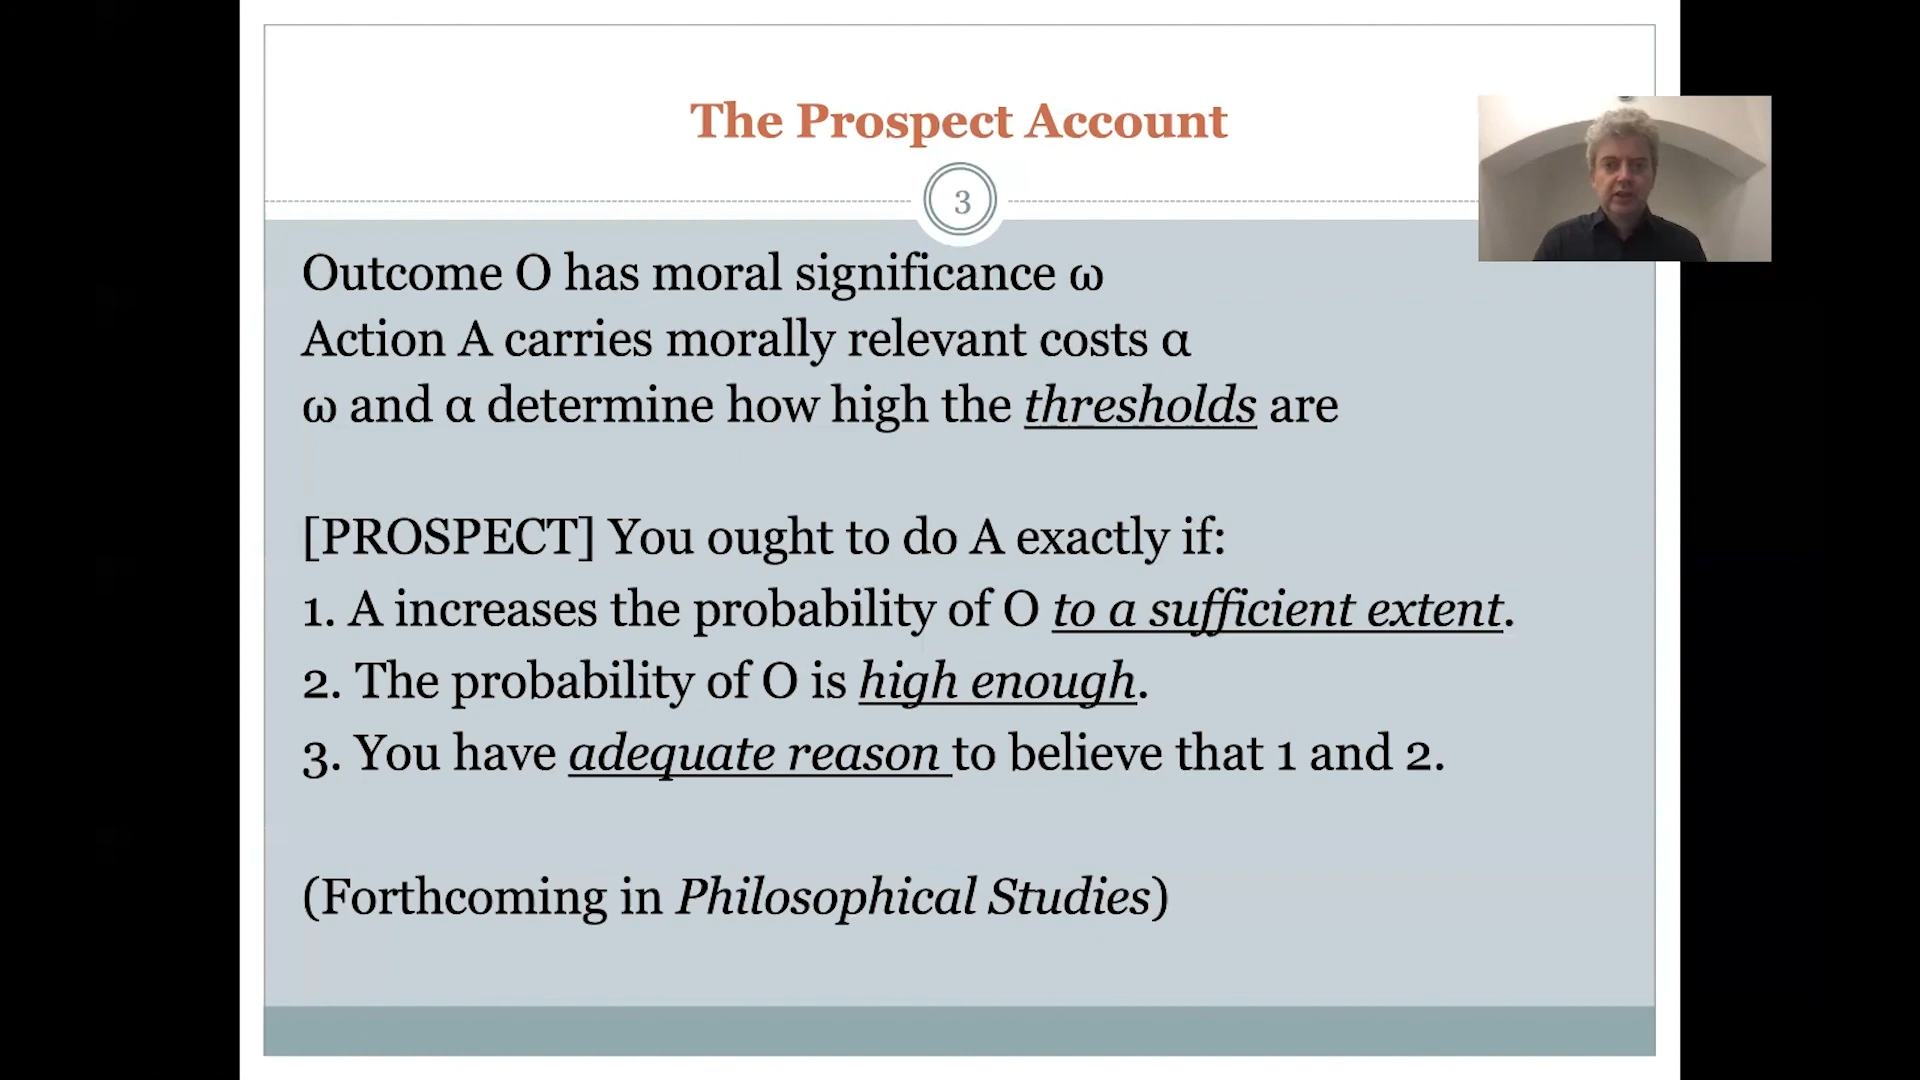 The Prospect Account
3
Outcome O has moral significance ω
Action A carries morally relevant costs α
ω and α determine how high the thresholds are
[PROSPECT] You ought to do A exactly if:
1. A increases the probability of O to a sufficient extent.
2. The probability of O is high enough.
3. You have adequate reason to believe that 1 and 2.
(Forthcoming in Philosophical Studies)